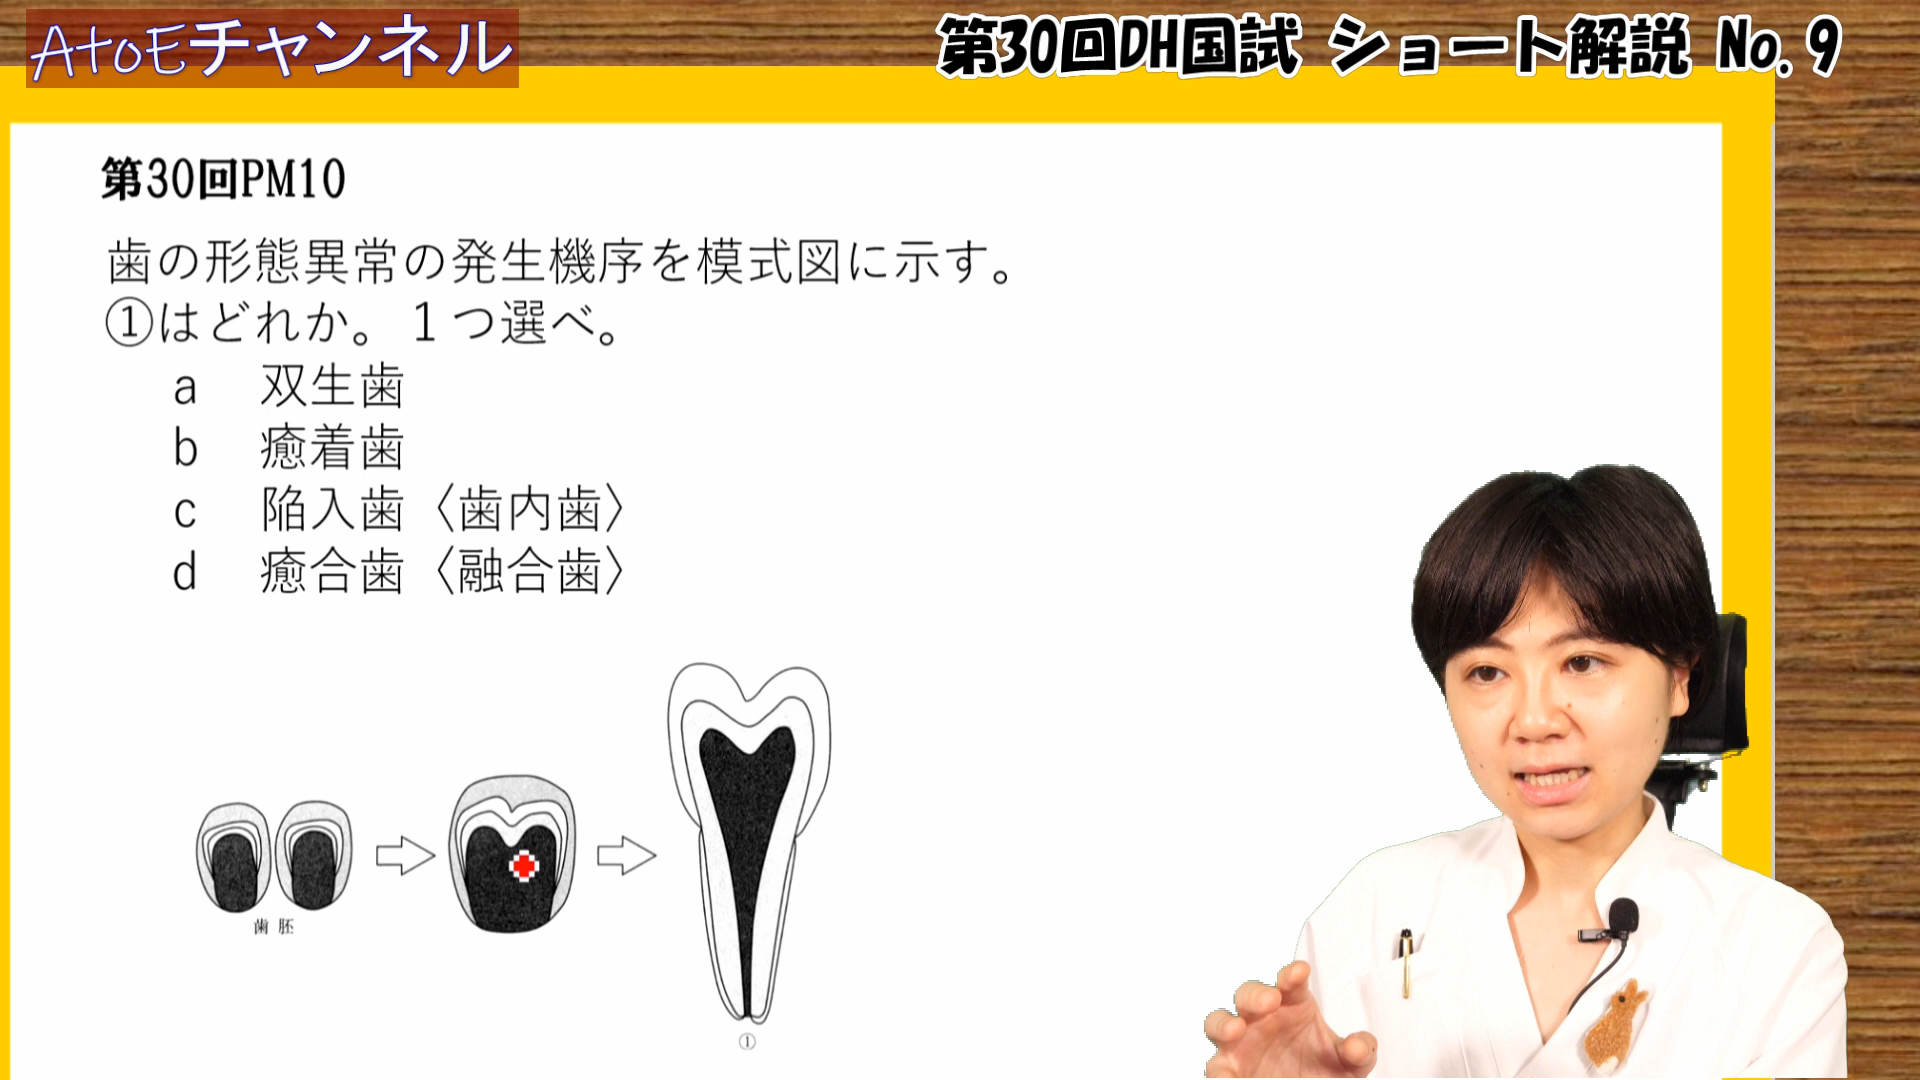 AtoEチャンネル
第30回DH国試 ショート解説 No.9
第30回PM10
歯の形態異常の発生機序を模式図に示す。
①はどれか。1つ選べ。
a 双生歯
b 癒着歯
c 陥入歯〈歯内歯〉
d 癒合歯〈融合歯〉
歯 胚
①